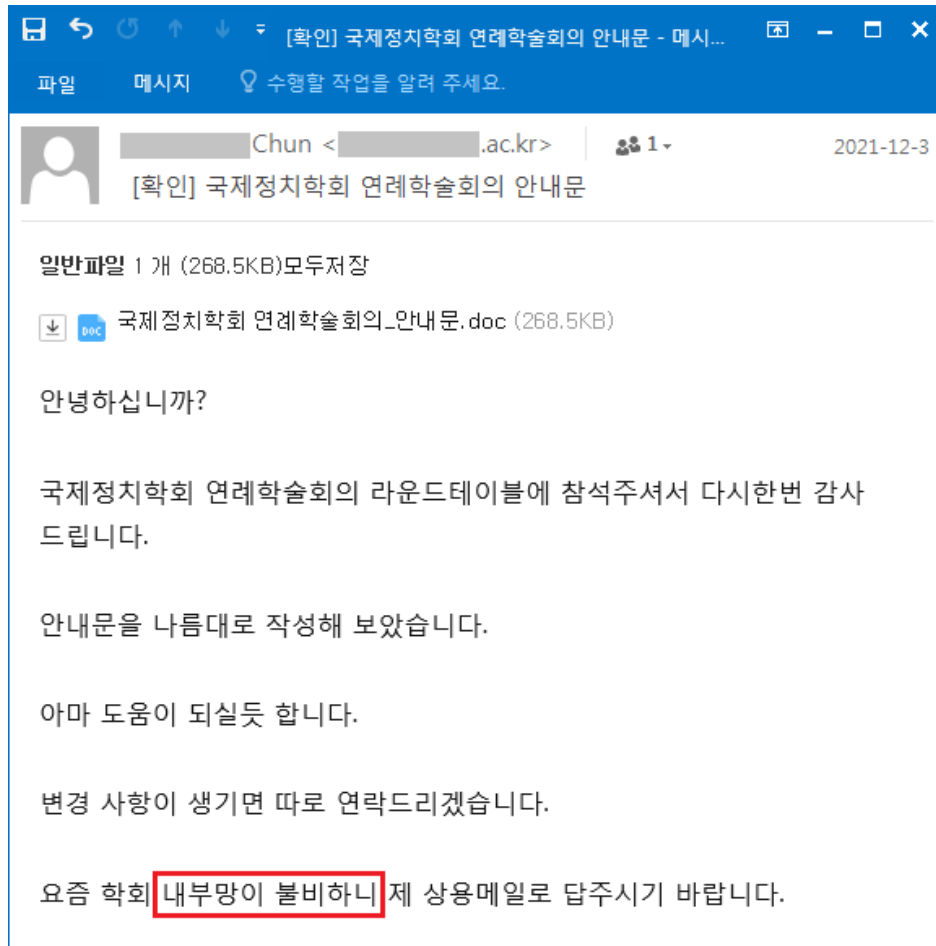 [확인] 국제정치학회 연례학술회의 안내문 - 메시...
파일 메시지 수행할 작업을 알려 주세요.
Chun < .ac.kr> 1 2021-12-3
[확인] 국제정치학회 연례학술회의 안내문
일반파일 1 개 (268.5KB)모두저장
DOC 국제정치학회 연례학술회의_안내문.doc (268.5KB)
안녕하십니까?
국제정치학회 연례학술회의 라운드테이블에 참석주셔서 다시한번 감사
드립니다.
안내문을 나름대로 작성해 보았습니다.
아마 도움이 되실듯 합니다.
변경 사항이 생기면 따로 연락드리겠습니다.
요즘 학회 내부망이 불비하니 제 상용메일로 답주시기 바랍니다.